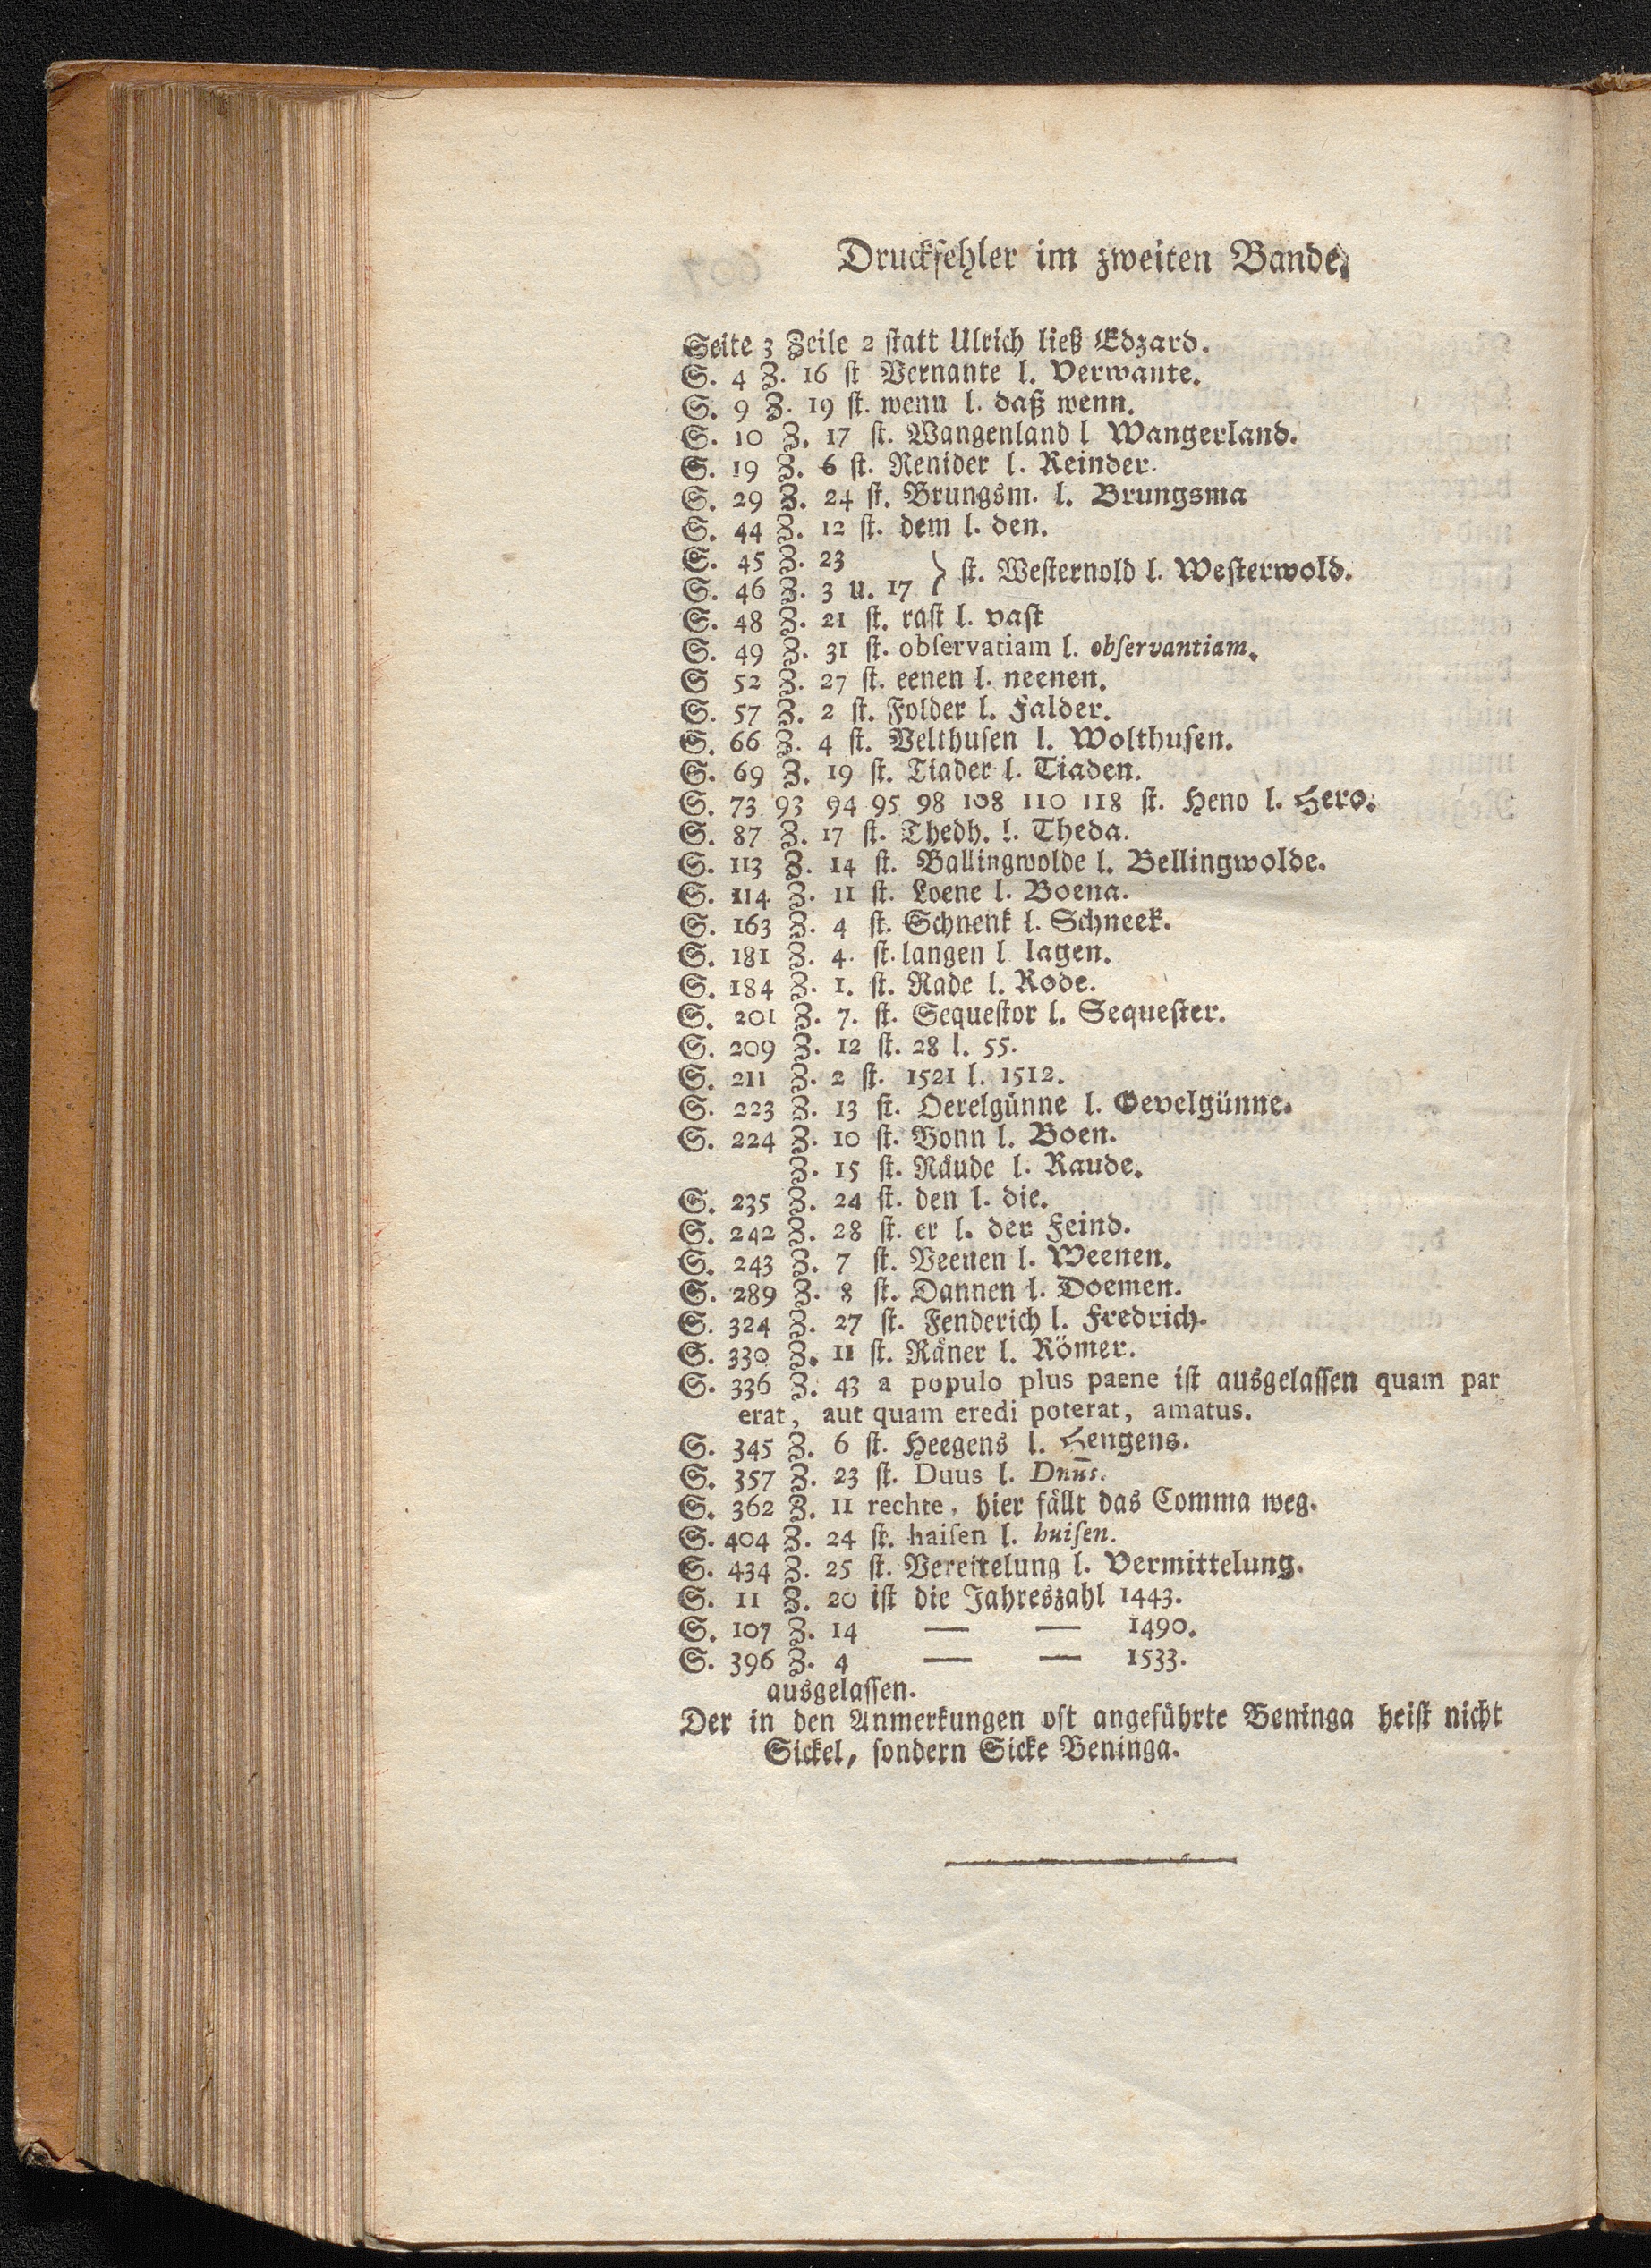 Druckfehler im zweiten Bande.
Seite 3 Zeile 2 statt Ulrich ließ Edzard.
S. 4 Z. 16 st Vernante l. Verwante.
S. 9 Z. 19 st. wenn l. daß wenn.
S. 10 Z. 17 st. Wangenland l Wangerland.
S. 19 Z. 6 st. Renider l. Reinder.
S. 29 Z. 24 st. Brungsm. l. Brungsma
S. 44 Z. 12 st. dem l. den.
S. 45 Z. 23
S. 46 Z. 3 u. 17 } st. Westernold l. Westerwold.
S. 48 Z. 21 st. rast l. vast
S. 49 Z. 31 st. obſervatiam l. obſervantiam.
S 52 Z. 27 st. eenen l. neenen.
S. 57 Z. 2 st. Folder l. Falder.
S. 66 Z. 4 st. Velthusen l. Wolthusen.
S. 69 Z. 19 st. Tiader l. Tiaden.
S. 73 93 94 95 98 108 110 118 st. Heno l. Hero.
S. 87 Z. 17 st. Thedh. l. Theda.
S. 113 Z. 14 st. Ballingwolde l. Bellingwolde.
S. 114 Z. 11 st. Loene l. Boena.
S. 163 Z. 4 st. Schnenk l. Schneek.
S. 181 Z. 4. st. langen l lagen.
S. 184 Z. 1. st. Rade l. Rode.
S. 201 Z. 7. st. Sequestor l. Sequester.
S. 209 Z. 12 st. 28 l. 55.
S. 211 Z. 2 st. 1521 l. 1512.
S. 223 Z. 13 st. Oerelgünne l. Oevelgünne.
S. 224 Z. 10 st. Bonn l. Boen.
Z. 15 st. Räude l. Raude.
S. 235 Z. 24 st. den l. die.
S. 242 Z. 28 st. er l. der Feind.
S. 243 Z. 7 st. Veenen l. Weenen.
S. 289 Z. 8 st. Dannen l. Doemen.
S. 324 Z. 27 st. Fenderich l. Fredrich.
S. 330 Z. 11 st. Räner l. Römer.
S. 336 Z. 43 a populo plus paene ist ausgelassen quam par
erat, aut quam eredi poterat, amatus.
S. 345 Z. 6 st. Heegens l. Hengens.
S. 357 Z. 23 st. Duus l. Dnūs.
S. 362 Z. 11 rechte, hier fällt das Comma weg.
S. 404 Z. 24 st. haiſen l. huiſen.
S. 434 Z. 25 st. Vereitelung l. Vermittelung.
S. 11 Z. 20 ist die Jahreszahl 1443.
S. 107 Z. 14 — — 1490.
S. 396 Z. 4 — — 1533.
ausgelassen.
Der in den Anmerkungen oft angeführte Beninga heist nicht
Sickel, sondern Sicke Beninga.